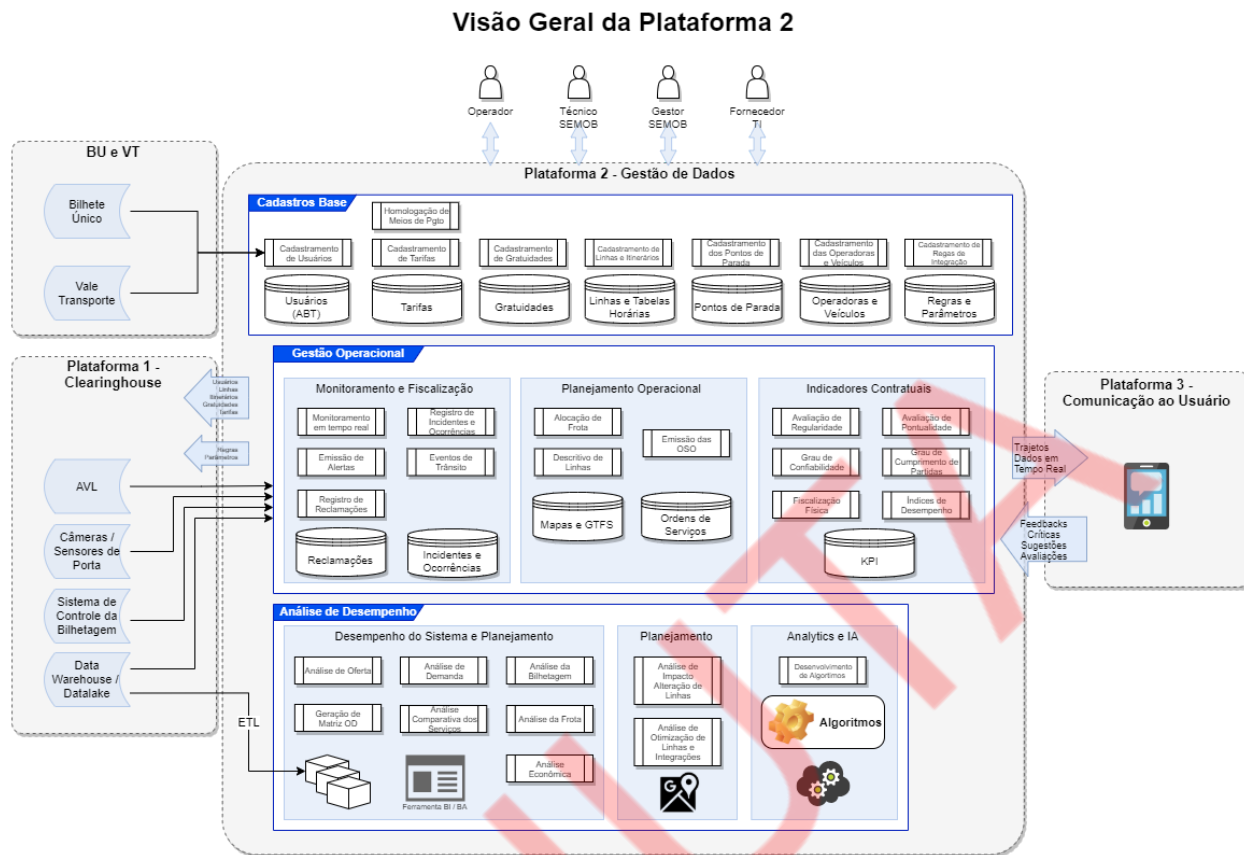 Visão Geral da Plataforma 2
Operador
Técnico
SEMOB
Gestor
SEMOB
Fornecedor
TI
BU e VT
Bilhete
Único
Vale
Transporte
Plataforma 2 - Gestão de Dados
Cadastros Base
Homologação de
Meios de Pgto
Cadastramento
de Usuários
Cadastramento
de Tarifas
Cadastramento
de Gratuidades
Cadastramento de
Linhas e Itinerários
Cadastramento
dos Pontos de
Parada
Cadastramento
das Operadoras
e Veículos
Cadastramento de
Regas de
Integração
Usuários
(ABT)
Tarifas
Gratuidades
Linhas e Tabelas
Horárias
Pontos de Parada
Operadoras e
Veículos
Regras e
Parâmetros
Plataforma 1 -
Clearinghouse
Usuários
Linhas
Itinerários
Gratuidades
Tarifas
Regras
Parâmetros
AVL
Câmeras /
Sensores de
Porta
Sistema de
Controle da
Bilhetagem
Data
Warehouse /
Datalake
ETL
Gestão Operacional
Monitoramento e Fiscalização
Monitoramento
em tempo real
Registro de
Incidentes e
Ocorrências
Emissão de
Alertas
Eventos de
Trânsito
Registro de
Reclamações
Reclamações
Incidentes e
Ocorrências
Planejamento Operacional
Alocação de
Frota
Emissão das
OSO
Descritivo de
Linhas
Mapas e GTFS
Ordens de
Serviços
Indicadores Contratuais
Avaliação de
Regularidade
Avaliação de
Pontualidade
Grau de
Confiabilidade
Grau de
Cumprimento de
Partidas
Fiscalização
Física
Índices de
Desempenho
KPI
Trajetos
Dados em
Tempo Real
Feedbacks
Críticas
Sugestões
Avaliações
Plataforma 3 -
Comunicação ao Usuário
Análise de Desempenho
Desempenho do Sistema e Planejamento
Análise de Oferta
Análise de
Demanda
Análise da
Bilhetagem
Geração de
Matriz OD
Análise
Comparativa dos
Serviços
Análise da Frota
Análise
Econômica
Ferramenta BI / BA
Planejamento
Análise de
Impacto
Alteração de
Linhas
Análise de
Otimização de
Linhas e
Integrações
G
Analytics e IA
Desenvolvimento
de Algortimos
Algoritmos
UTA